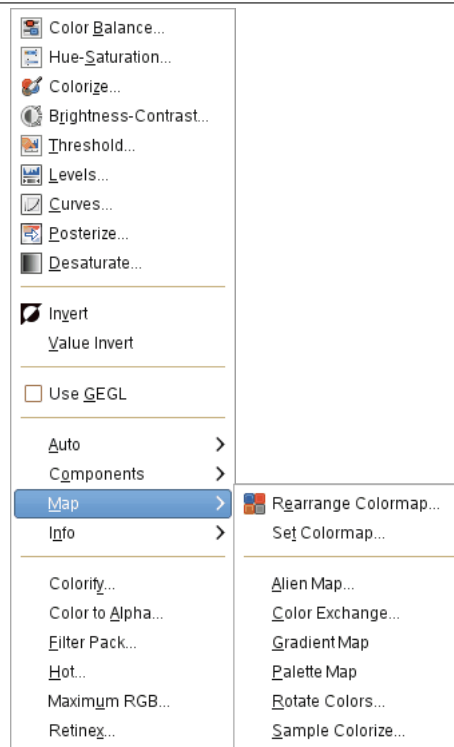 Color Balance...
Hue-Saturation...
Colorize...
Brightness-Contrast...
Threshold...
Levels...
Curves...
Posterize...
Desaturate...
Invert
Value Invert
Use GEGL
Auto
Components
Map
Info
Colorify...
Color to Alpha...
Filter Pack...
Hot...
Maximum RGB...
Retinex...
Rearrange Colormap...
Set Colormap...
Alien Map...
Color Exchange...
Gradient Map
Palette Map
Rotate Colors...
Sample Colorize...